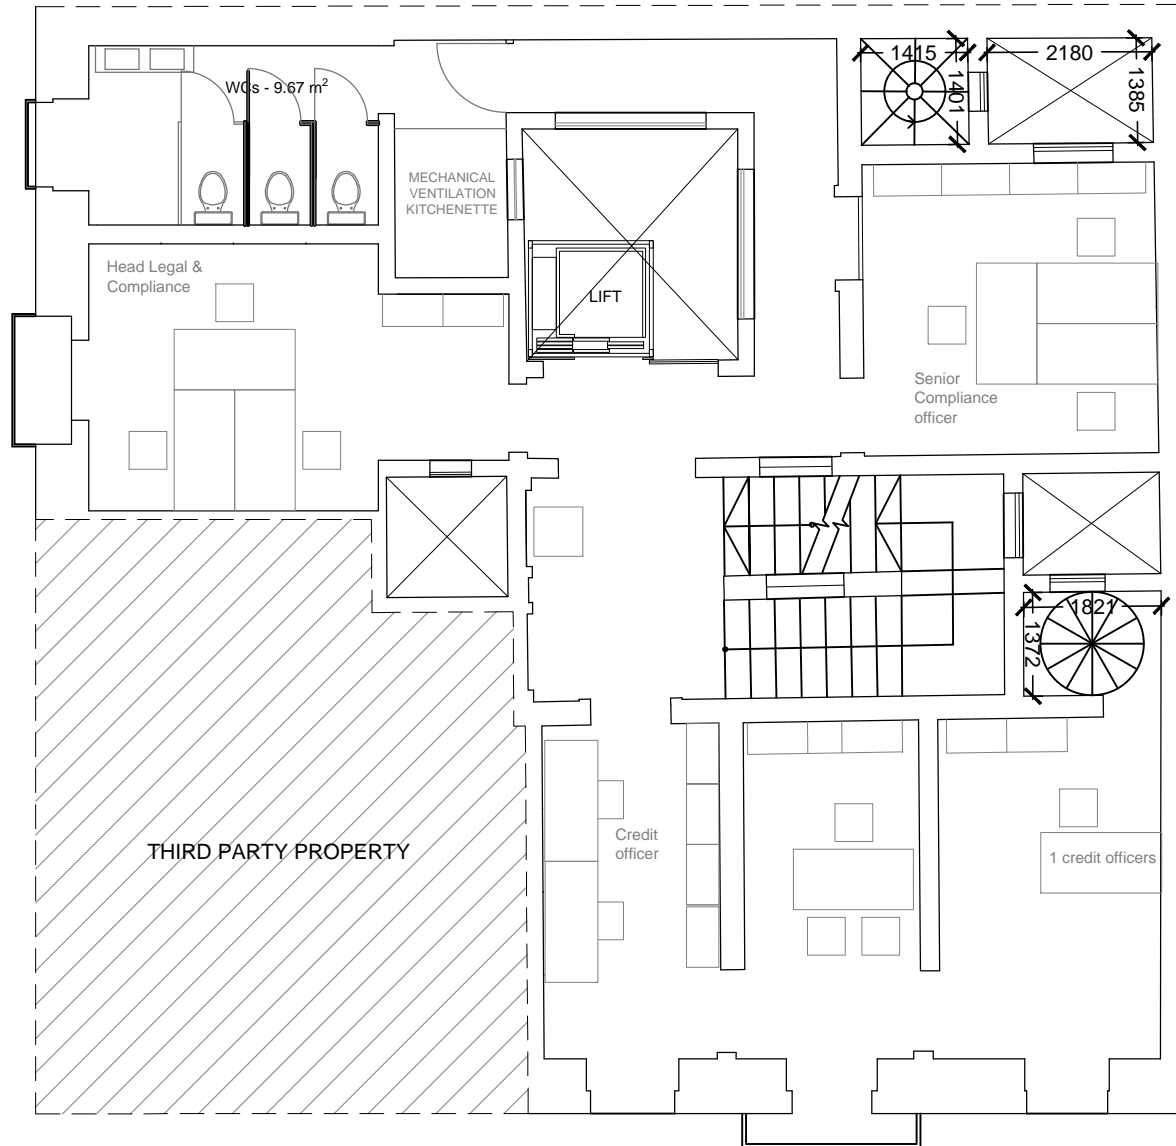 1415
2180
1401
1385
WCs - 9.67 m²
MECHANICAL
VENTILATION
KITCHENETTE
Head Legal &
Compliance
LIFT
Senior
Compliance
officer
1821
1372
THIRD PARTY PROPERTY
Credit
officer
1 credit officers